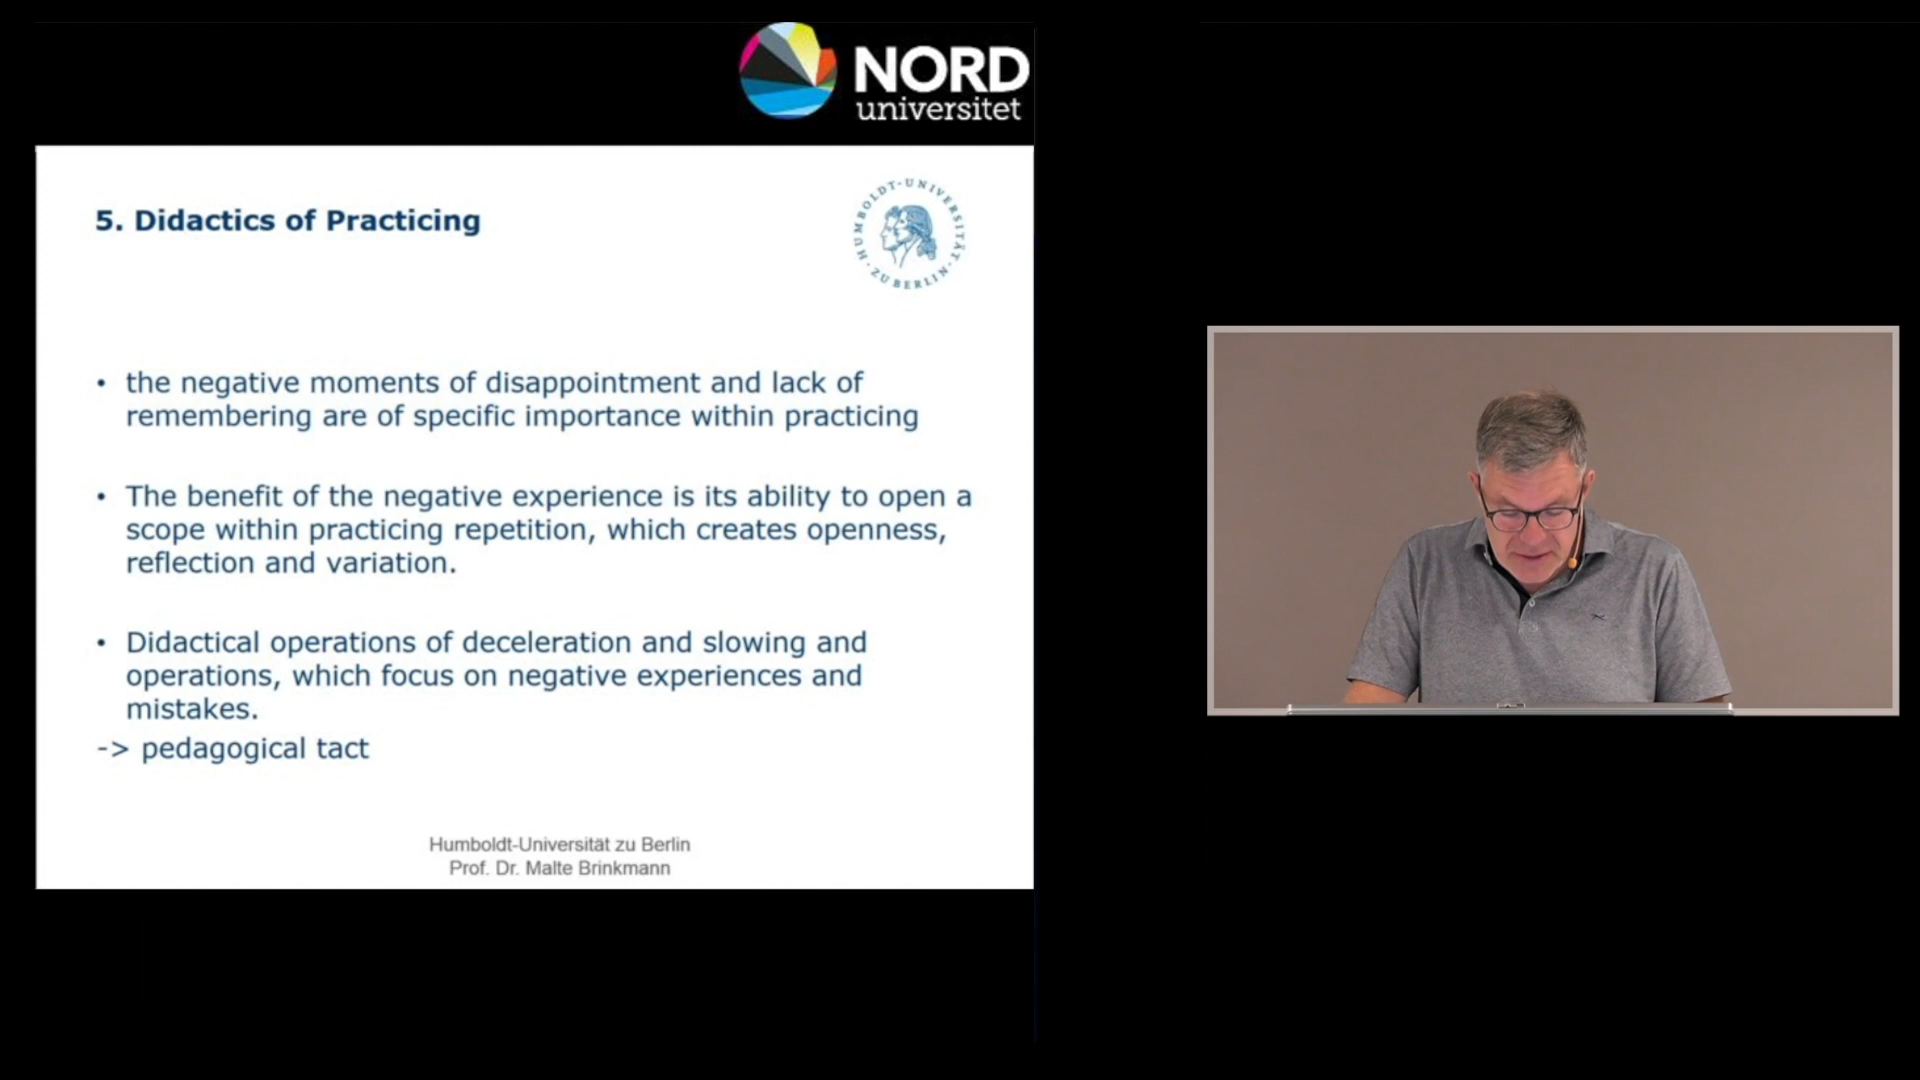 NORD
universitet
5. Didactics of Practicing
HUMBOLDT-UNIVERSITÄT · ZU BERLIN ·
• the negative moments of disappointment and lack of
remembering are of specific importance within practicing
• The benefit of the negative experience is its ability to open a
scope within practicing repetition, which creates openness,
reflection and variation.
• Didactical operations of deceleration and slowing and
operations, which focus on negative experiences and
mistakes.
-> pedagogical tact
Humboldt-Universität zu Berlin
Prof. Dr. Malte Brinkmann